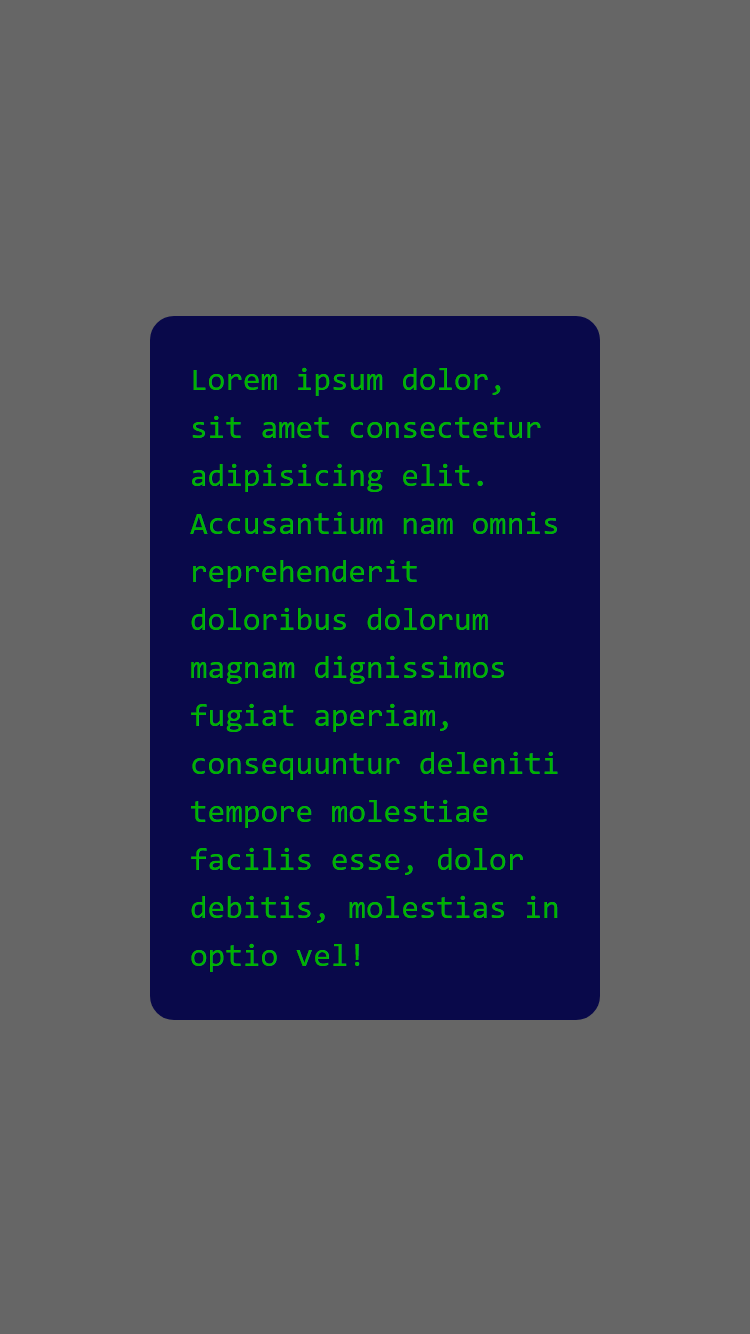 Lorem ipsum dolor,
sit amet consectetur
adipisicing elit.
Accusantium nam omnis
reprehenderit
doloribus dolorum
magnam dignissimos
fugiat aperiam,
consequuntur deleniti
tempore molestiae
facilis esse, dolor
debitis, molestias in
optio vel!